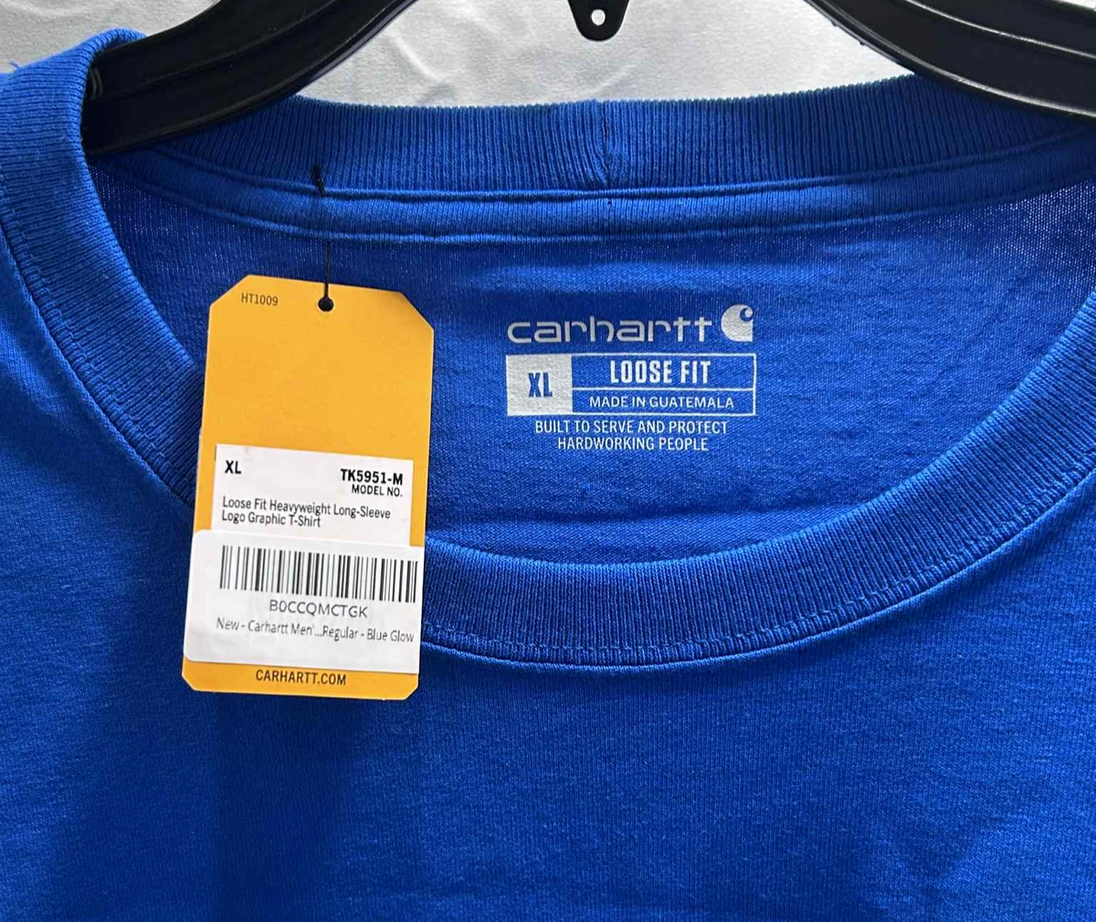 HT1009
XL
TK5951-M
MODEL NO.
Loose Fit Heavyweight Long-Sleeve
Logo Graphic T-Shirt
B0CCQMCTGK
New - Carhartt Men'...Regular - Blue Glow
CARHARTT.COM
carhartt
XL
LOOSE FIT
MADE IN GUATEMALA
BUILT TO SERVE AND PROTECT
HARDWORKING PEOPLE